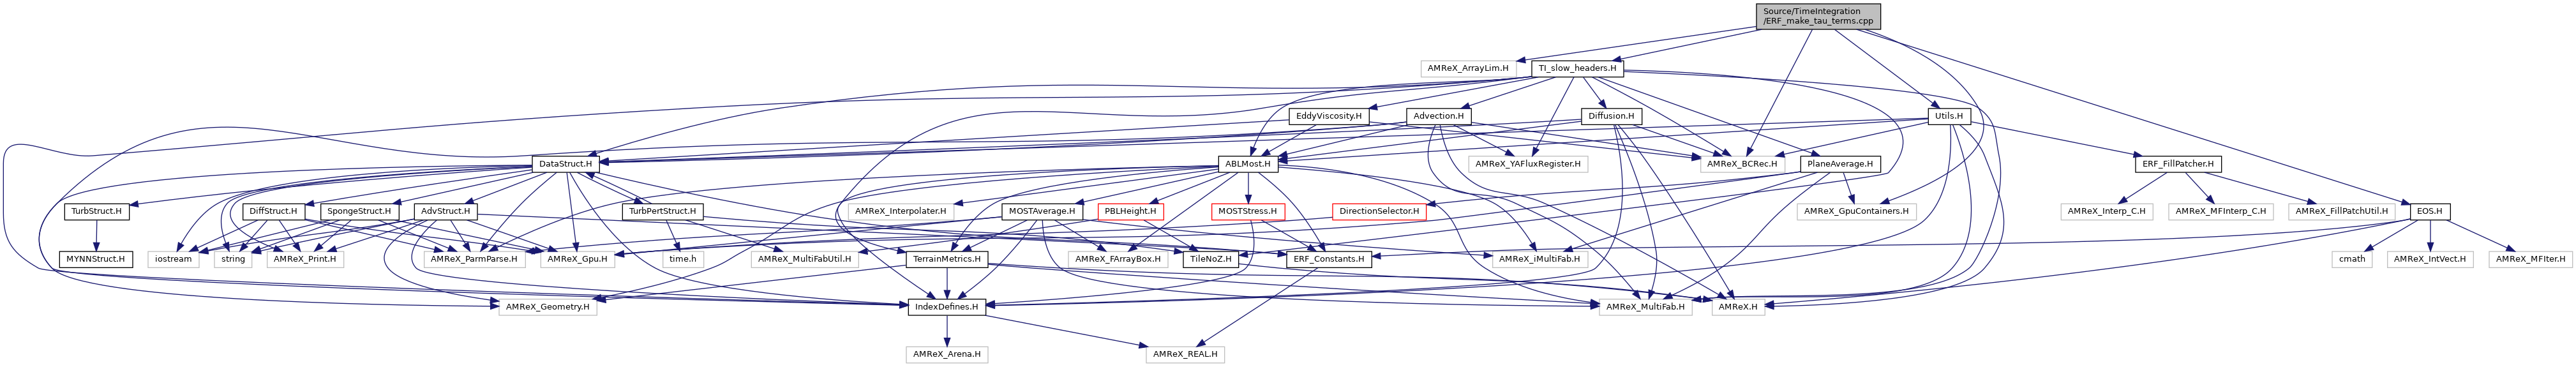 Source/TimeIntegration
/ERF_make_tau_terms.cpp
AMReX_ArrayLim.H
TI_slow_headers.H
EddyViscosity.H
Advection.H
Diffusion.H
Utils.H
DataStruct.H
ABLMost.H
AMReX_YAFluxRegister.H
AMReX_BCRec.H
PlaneAverage.H
ERF_FillPatcher.H
TurbStruct.H
DiffStruct.H
SpongeStruct.H
AdvStruct.H
TurbPertStruct.H
AMReX_Interpolater.H
MOSTAverage.H
PBLHeight.H
MOSTStress.H
DirectionSelector.H
AMReX_GpuContainers.H
AMReX_Interp_C.H
AMReX_MFInterp_C.H
AMReX_FillPatchUtil.H
EOS.H
MYNNStruct.H
iostream
string
AMReX_Print.H
AMReX_ParmParse.H
AMReX_Gpu.H
time.h
AMReX_MultiFabUtil.H
TerrainMetrics.H
AMReX_FArrayBox.H
TileNoZ.H
ERF_Constants.H
AMReX_iMultiFab.H
cmath
AMReX_IntVect.H
AMReX_MFIter.H
AMReX_Geometry.H
IndexDefines.H
AMReX_MultiFab.H
AMReX.H
AMReX_Arena.H
AMReX_REAL.H